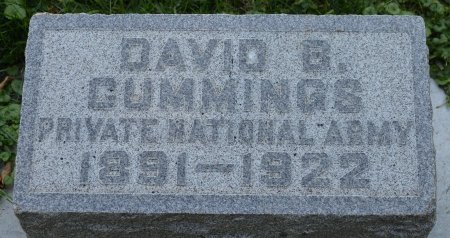 DAVID B.
CUMMINGS
PRIVATE NATIONAL ARMY
1891-1922